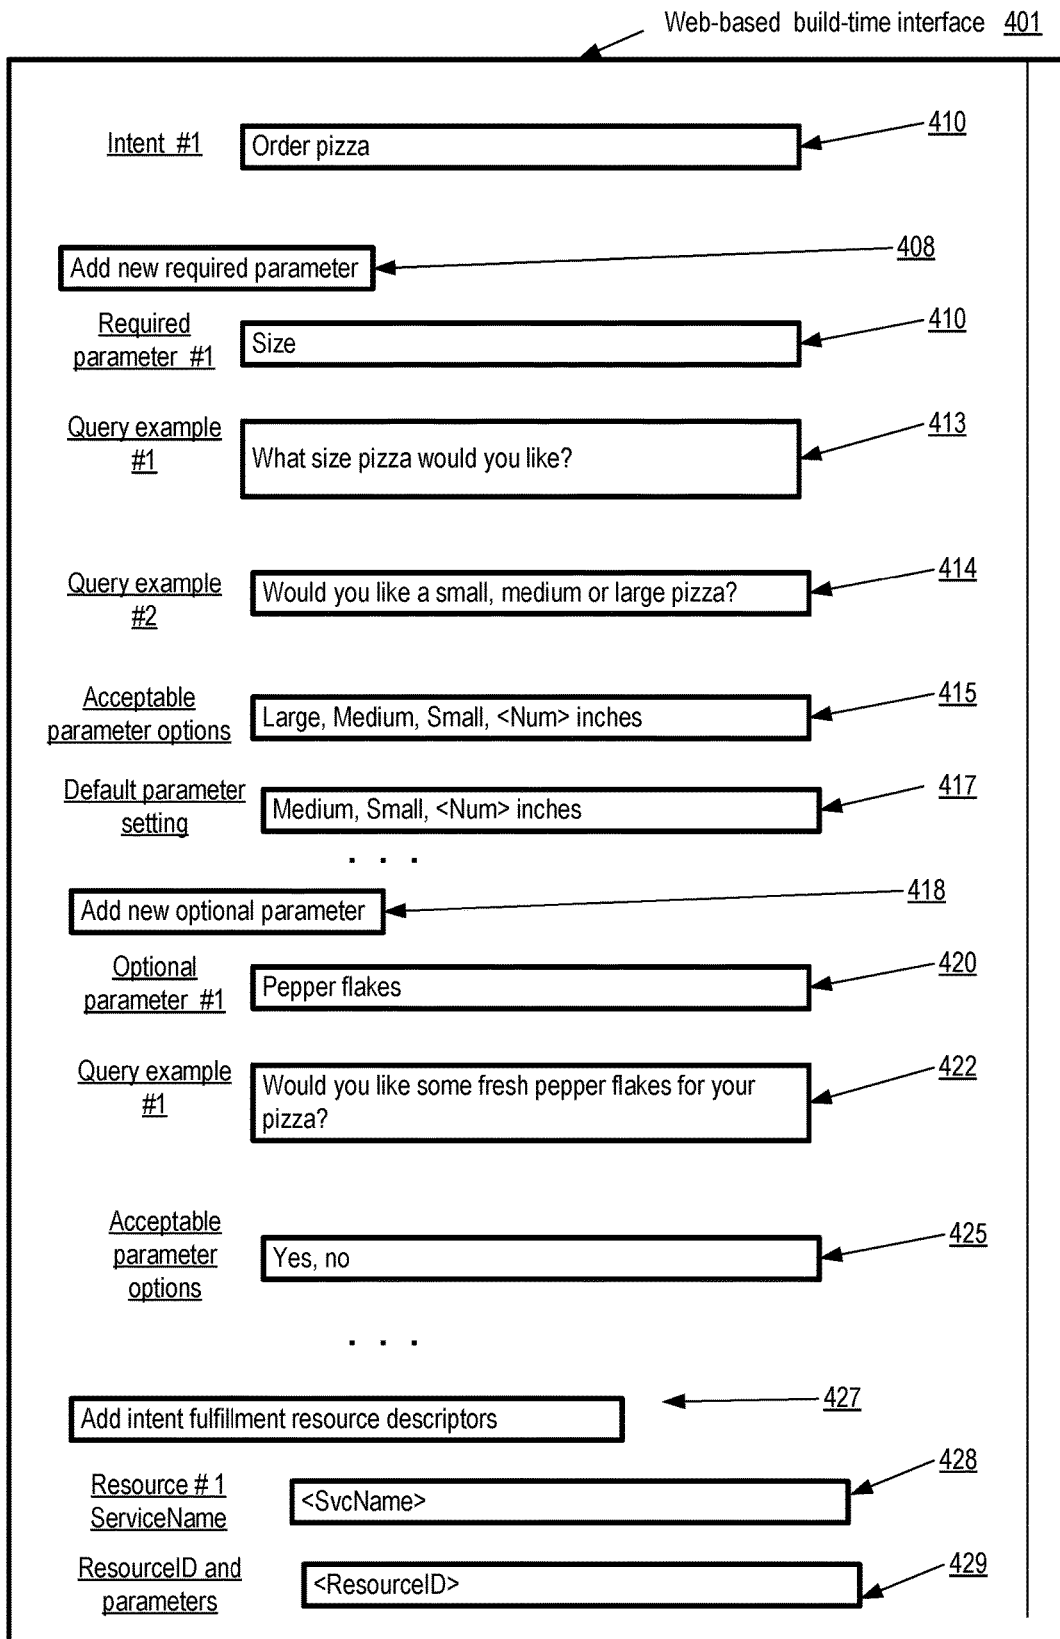 Web-based build-time interface 401
Intent #1
Order pizza
410
Add new required parameter
408
Required
parameter #1
Size
410
Query example
#1
What size pizza would you like?
413
Query example
#2
Would you like a small, medium or large pizza?
414
Acceptable
parameter options
Large, Medium, Small, <Num> inches
415
Default parameter
setting
Medium, Small, <Num> inches
417
. . .
Add new optional parameter
418
Optional
parameter #1
Pepper flakes
420
Query example
#1
Would you like some fresh pepper flakes for your
pizza?
422
Acceptable
parameter
options
Yes, no
425
. . .
Add intent fulfillment resource descriptors
427
Resource # 1
ServiceName
<SvcName>
428
ResourceID and
parameters
<ResourceID>
429